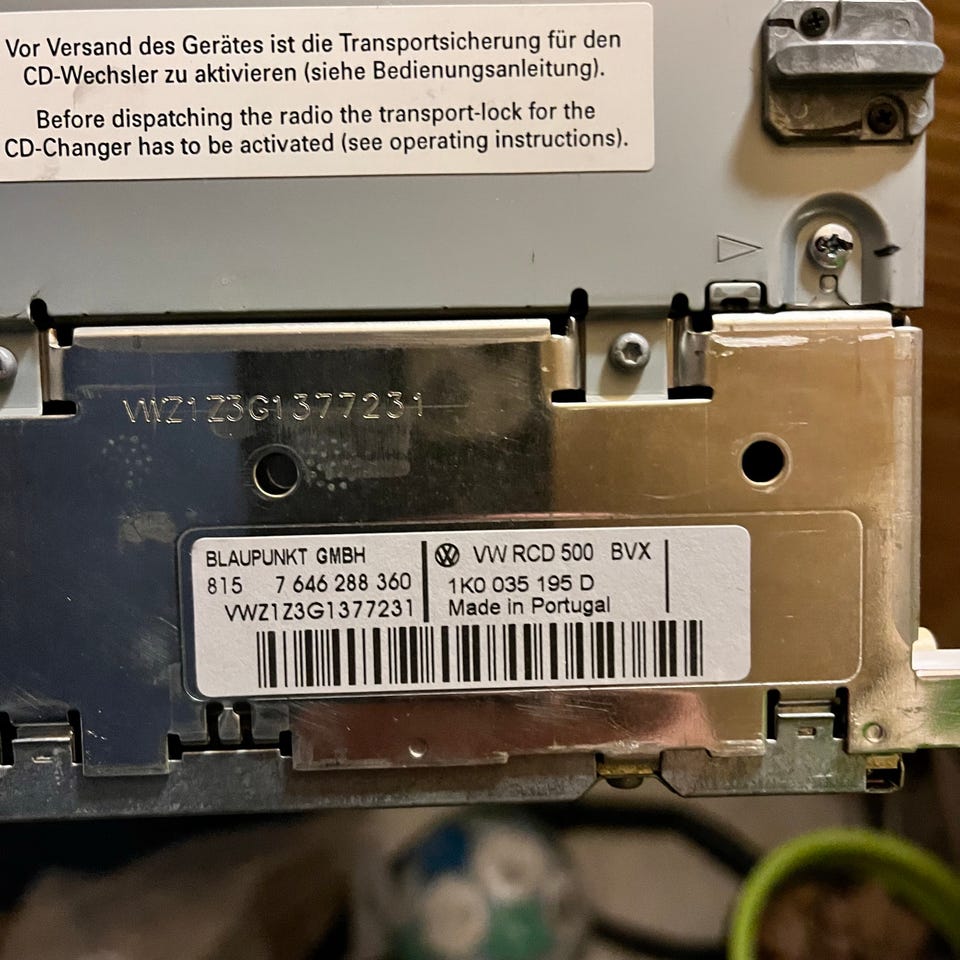 Vor Versand des Gerätes ist die Transportsicherung für den
CD-Wechsler zu aktivieren (siehe Bedienungsanleitung).
Before dispatching the radio the transport-lock for the
CD-Changer has to be activated (see operating instructions).
VWZ1Z3G1377231
BLAUPUNKT GMBH
815 7 646 288 360
VWZ1Z3G1377231
VW RCD 500 BVX
1K0 035 195 D
Made in Portugal